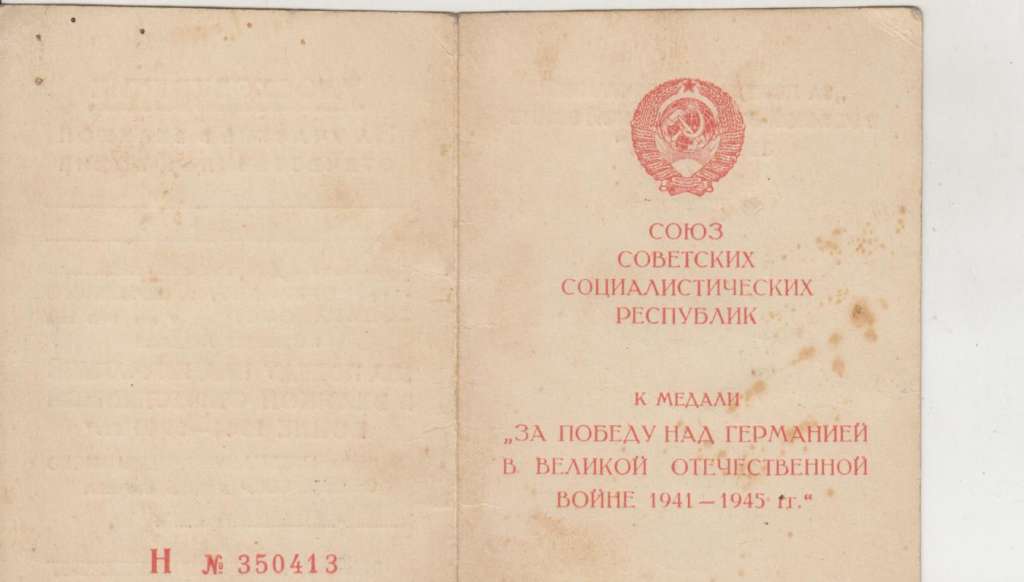 СОЮЗ
СОВЕТСКИХ
СОЦИАЛИСТИЧЕСКИХ
РЕСПУБЛИК
К МЕДАЛИ
„ЗА ПОБЕДУ НАД ГЕРМАНИЕЙ
В ВЕЛИКОЙ ОТЕЧЕСТВЕННОЙ
ВОЙНЕ 1941—1945 гг.“
Н № 350413